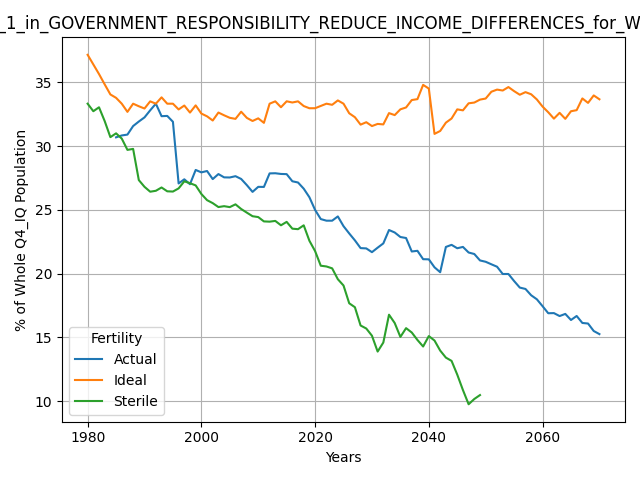 _1_in_GOVERNMENT_RESPONSIBILITY_REDUCE_INCOME_DIFFERENCES_for_W
% of Whole Q4_IQ Population
35
30
25
20
15
10
Fertility
Actual
Ideal
Sterile
1980 2000 2020 2040 2060
Years